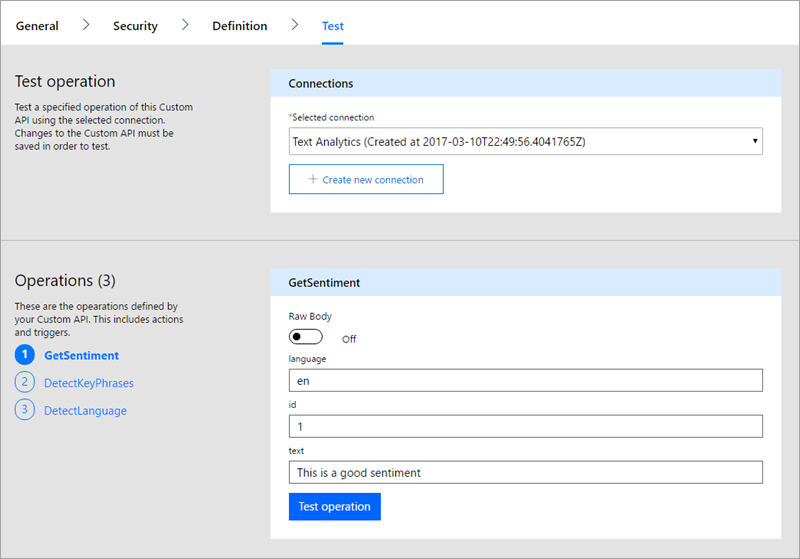 General
Security
Definition
Test
Test operation
Test a specified operation of this Custom
API using the selected connection.
Changes to the Custom API must be
saved in order to test.
Connections
*Selected connection
Text Analytics (Created at 2017-03-10T22:49:56.4041765Z)
+ Create new connection
Operations (3)
These are the opearations defined by
your Custom API. This includes actions
and triggers.
1 GetSentiment
2 DetectKeyPhrases
3 DetectLanguage
GetSentiment
Raw Body
Off
language
en
id
1
text
This is a good sentiment
Test operation